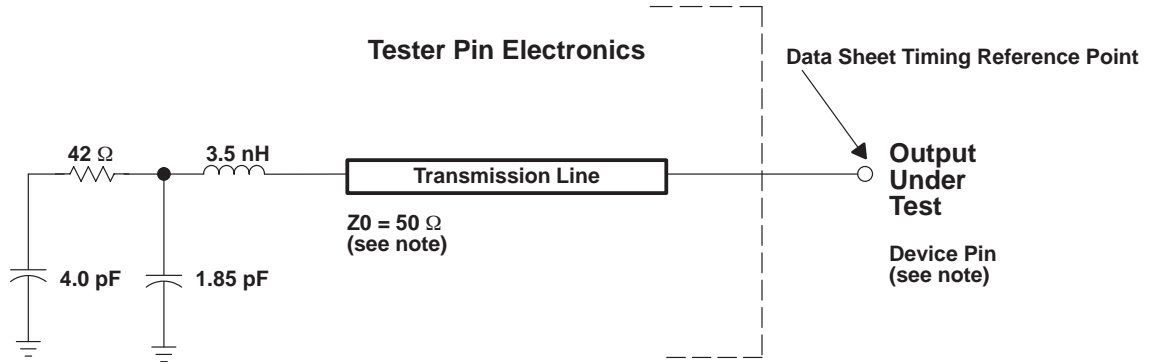 Tester Pin Electronics
Data Sheet Timing Reference Point
42 Ω
3.5 nH
Transmission Line
Output
Under
Test
Z0 = 50 Ω
(see note)
Device Pin
(see note)
4.0 pF
1.85 pF